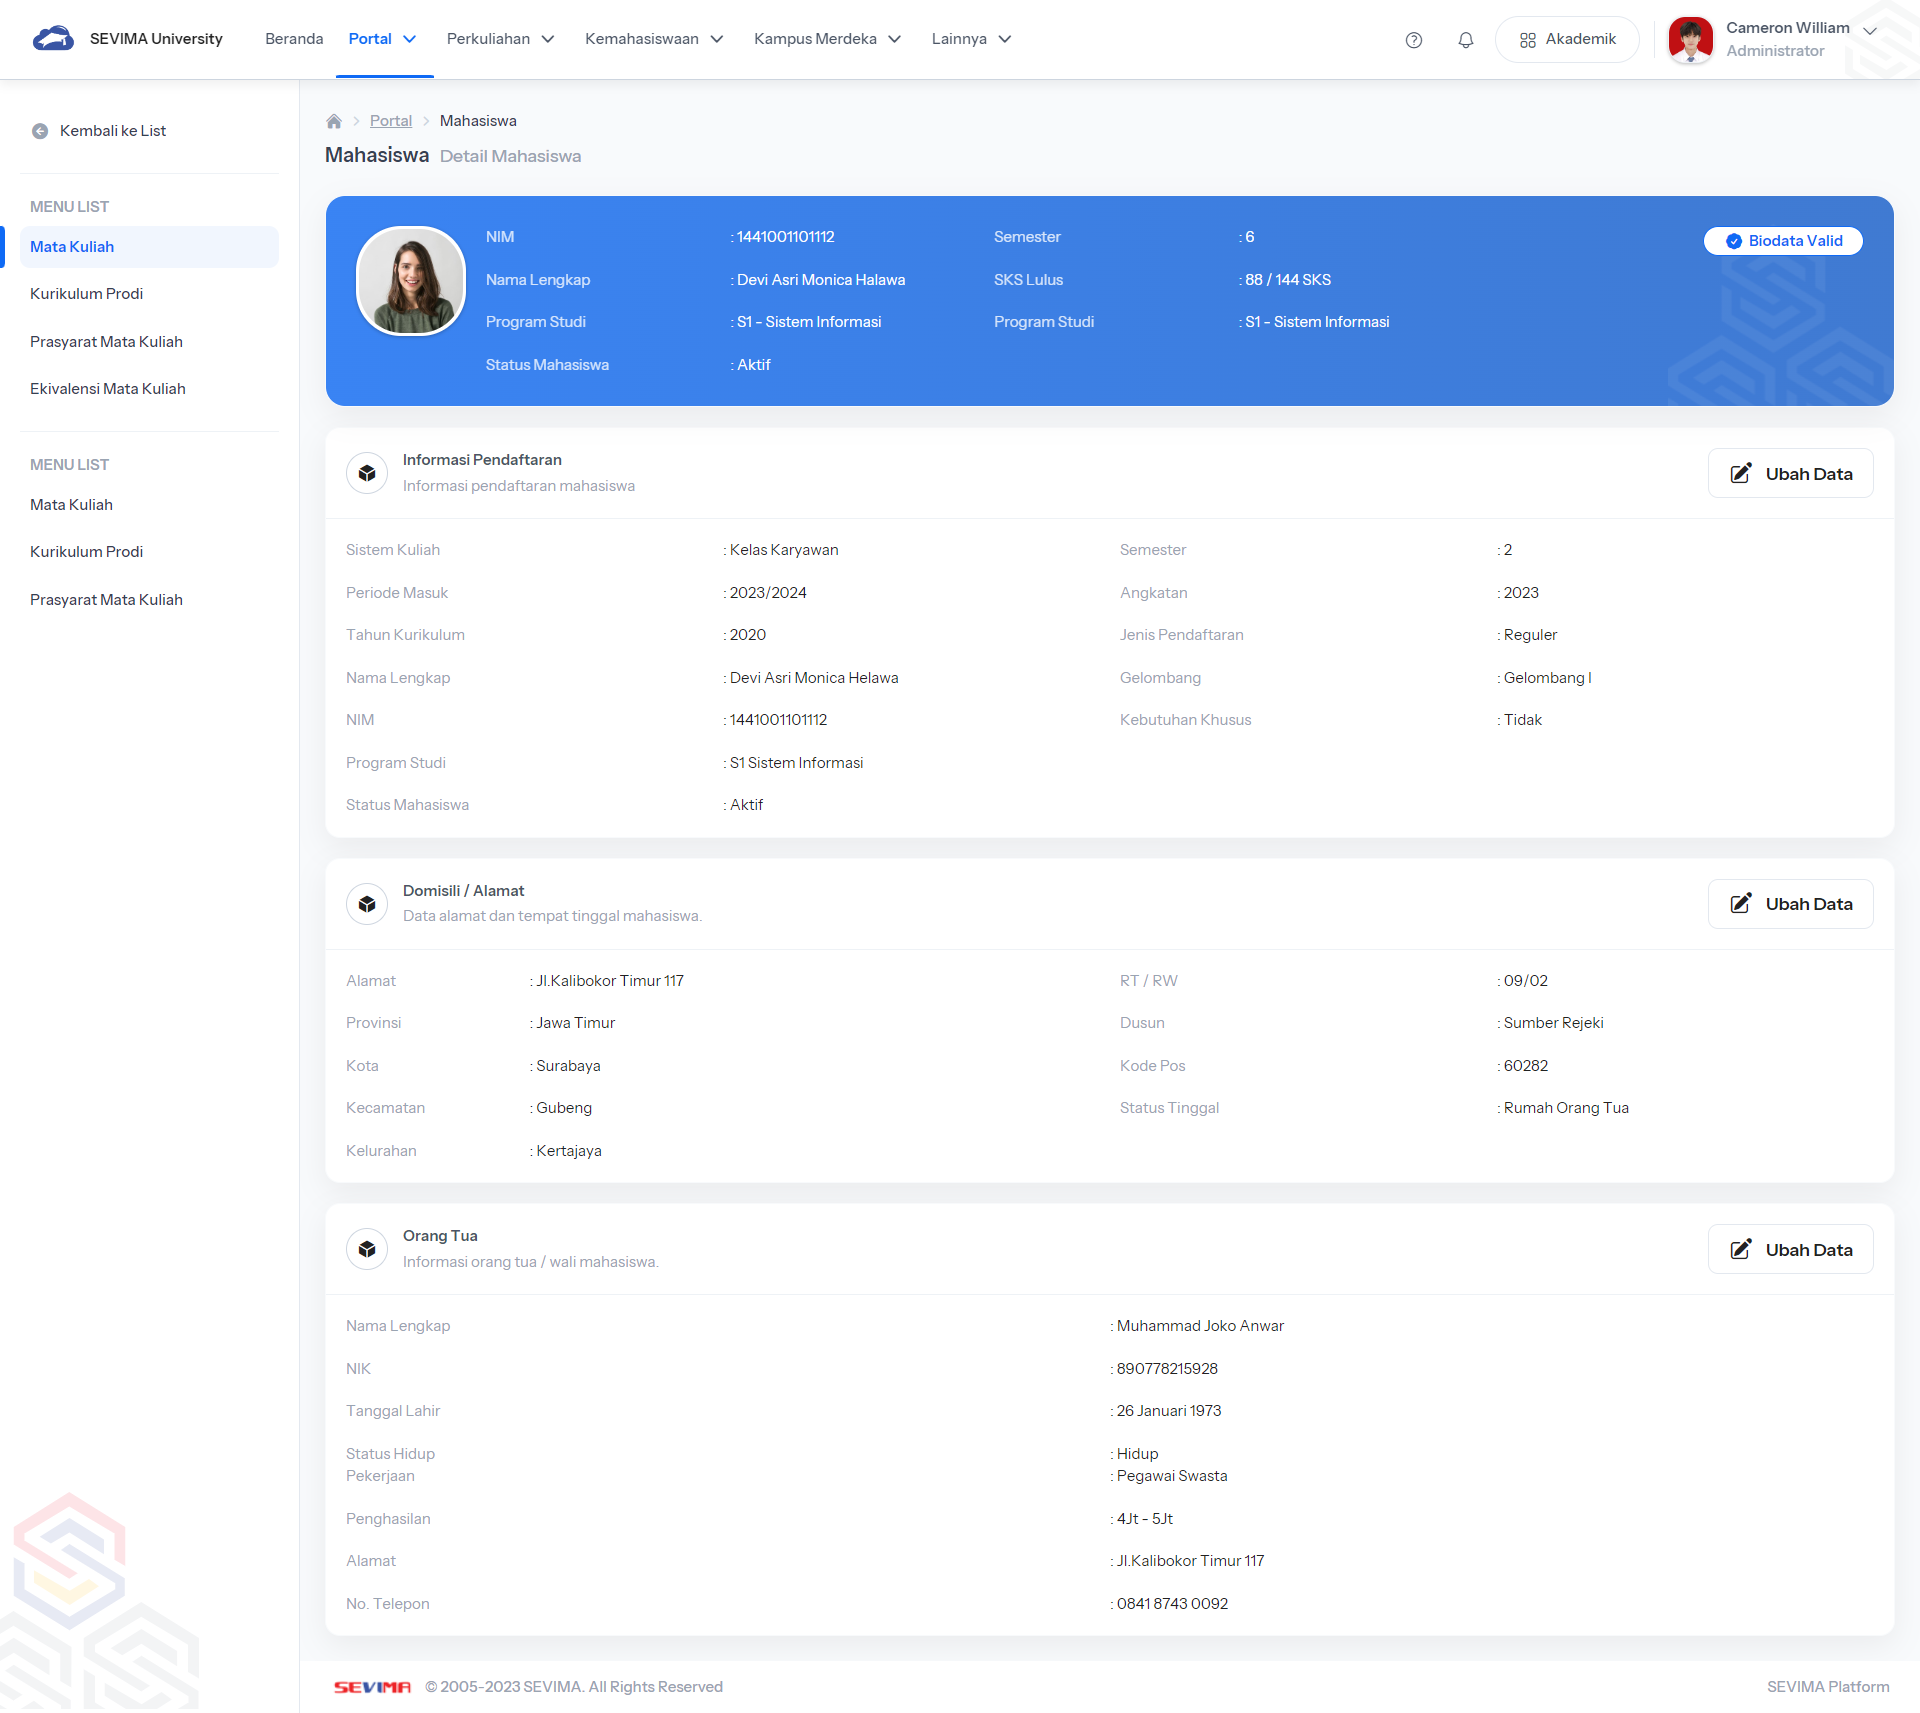 SEVIMA University
Beranda
Portal
Perkuliahan
Kemahasiswaan
Kampus Merdeka
Lainnya
Akademik
Cameron William
Administrator
Kembali ke List
MENU LIST
Mata Kuliah
Kurikulum Prodi
Prasyarat Mata Kuliah
Ekivalensi Mata Kuliah
MENU LIST
Mata Kuliah
Kurikulum Prodi
Prasyarat Mata Kuliah
Portal > Mahasiswa
Mahasiswa Detail Mahasiswa
NIM : 1441001101112 Semester : 6
Biodata Valid
Nama Lengkap : Devi Asri Monica Halawa SKS Lulus : 88 / 144 SKS
Program Studi : S1 - Sistem Informasi Program Studi : S1 - Sistem Informasi
Status Mahasiswa : Aktif
Informasi Pendaftaran
Informasi pendaftaran mahasiswa
Ubah Data
Sistem Kuliah : Kelas Karyawan Semester : 2
Periode Masuk : 2023/2024 Angkatan : 2023
Tahun Kurikulum : 2020 Jenis Pendaftaran : Reguler
Nama Lengkap : Devi Asri Monica Helawa Gelombang : Gelombang I
NIM : 1441001101112 Kebutuhan Khusus : Tidak
Program Studi : S1 Sistem Informasi
Status Mahasiswa : Aktif
Domisili / Alamat
Data alamat dan tempat tinggal mahasiswa.
Ubah Data
Alamat : Jl.Kalibokor Timur 117 RT / RW : 09/02
Provinsi : Jawa Timur Dusun : Sumber Rejeki
Kota : Surabaya Kode Pos : 60282
Kecamatan : Gubeng Status Tinggal : Rumah Orang Tua
Kelurahan : Kertajaya
Orang Tua
Informasi orang tua / wali mahasiswa.
Ubah Data
Nama Lengkap : Muhammad Joko Anwar
NIK : 890778215928
Tanggal Lahir : 26 Januari 1973
Status Hidup : Hidup
Pekerjaan : Pegawai Swasta
Penghasilan : 4Jt - 5Jt
Alamat : Jl.Kalibokor Timur 117
No. Telepon : 0841 8743 0092
SEVIMA © 2005-2023 SEVIMA. All Rights Reserved
SEVIMA Platform